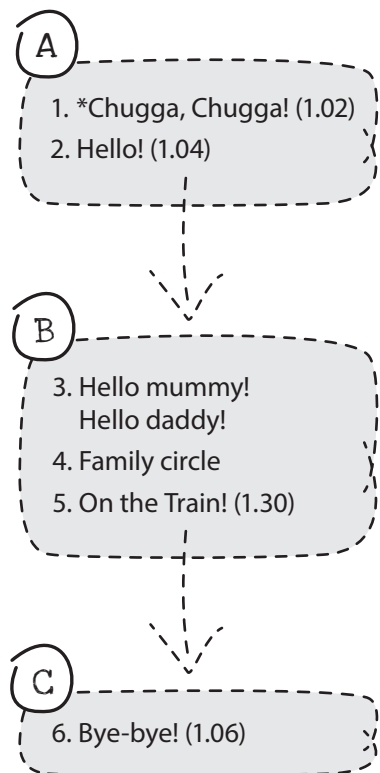 A
1. *Chugga, Chugga! (1.02)
2. Hello! (1.04)
B
3. Hello mummy!
Hello daddy!
4. Family circle
5. On the Train! (1.30)
C
6. Bye-bye! (1.06)